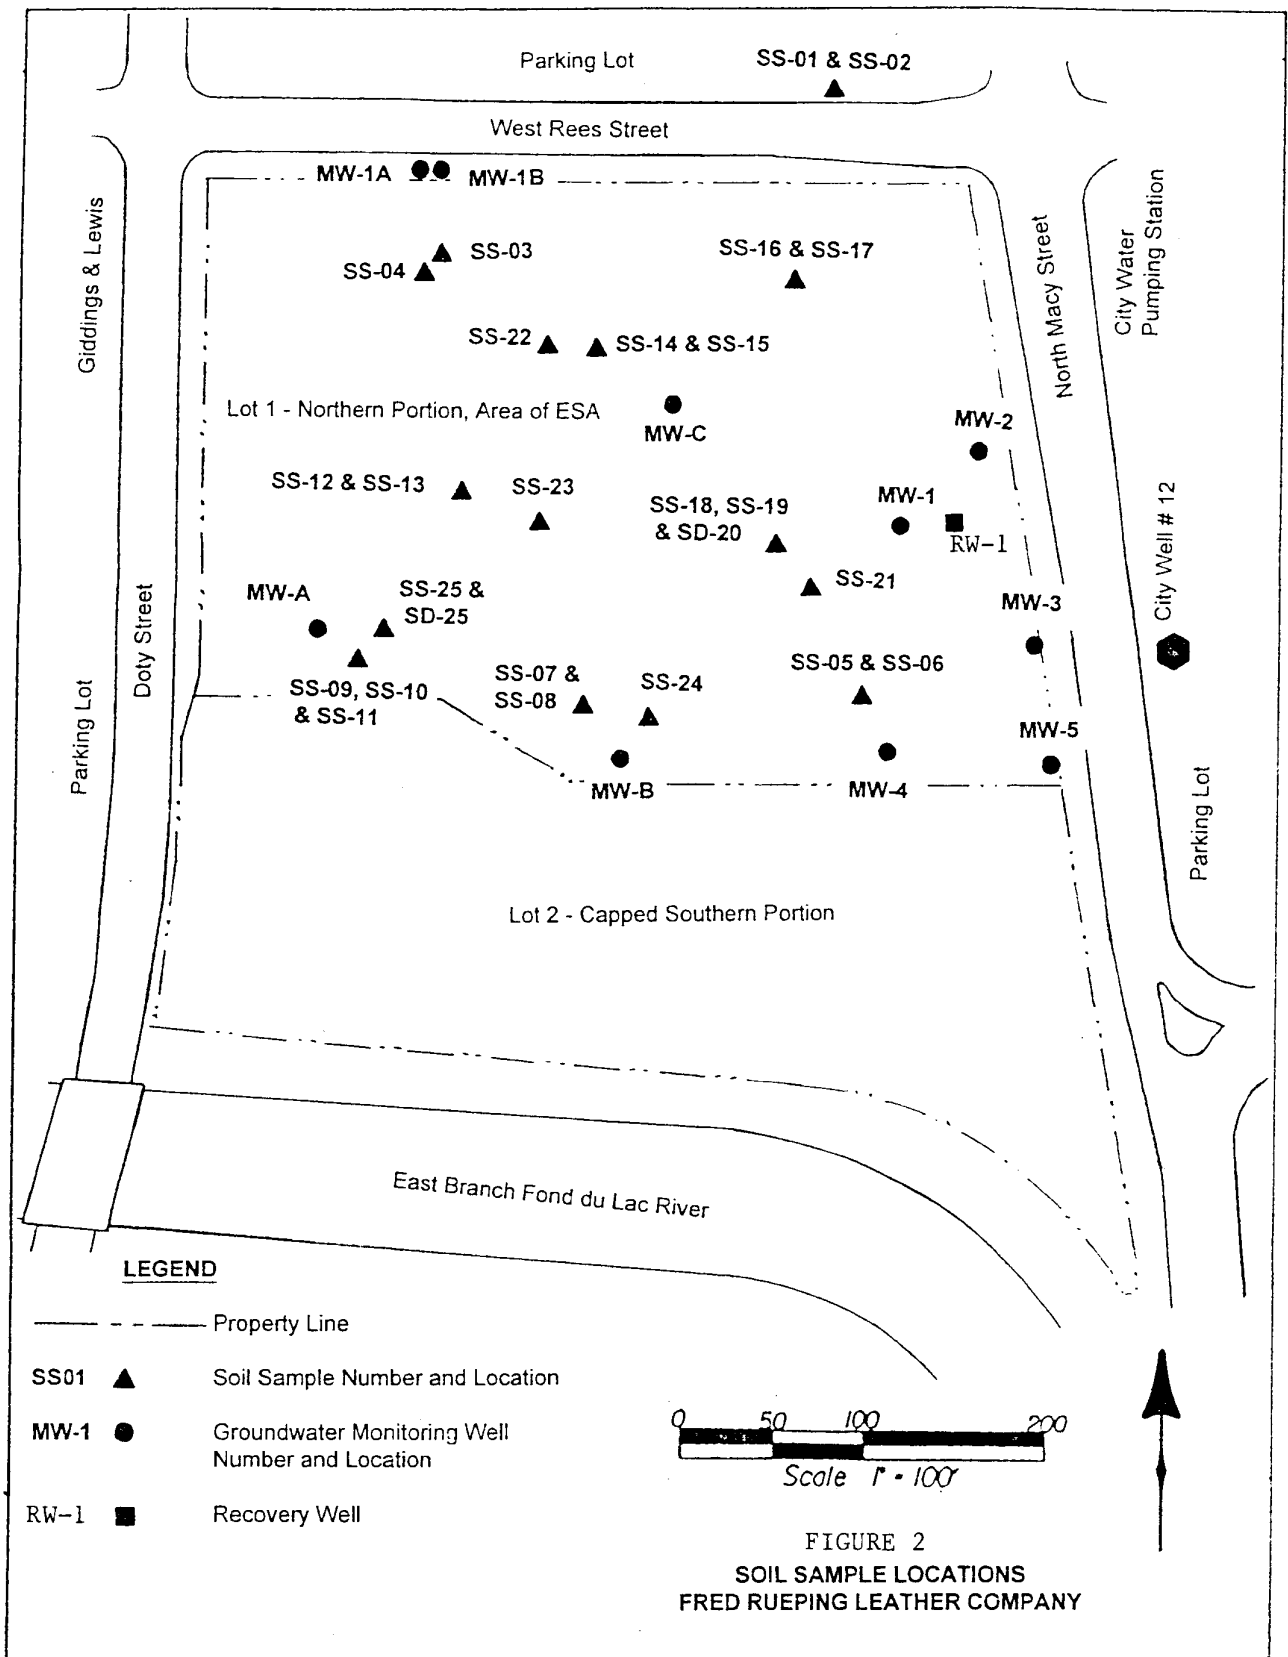 Parking Lot
SS-01 & SS-02
West Rees Street
MW-1A
MW-1B
Giddings & Lewis
North Macy Street
City Water
Pumping Station
SS-03
SS-04
SS-16 & SS-17
SS-22
SS-14 & SS-15
Lot 1 - Northern Portion, Area of ESA
MW-C
MW-2
SS-12 & SS-13
SS-23
SS-18, SS-19
& SD-20
MW-1
RW-1
City Well # 12
SS-21
MW-A
SS-25 &
SD-25
MW-3
Doty Street
SS-09, SS-10
& SS-11
SS-07 &
SS-08
SS-24
SS-05 & SS-06
Parking Lot
MW-5
MW-B
MW-4
Parking Lot
Lot 2 - Capped Southern Portion
East Branch Fond du Lac River
LEGEND
Property Line
SS01 Soil Sample Number and Location
MW-1 Groundwater Monitoring Well
Number and Location
RW-1 Recovery Well
0 50 100 200
Scale 1" = 100'
FIGURE 2
SOIL SAMPLE LOCATIONS
FRED RUEPING LEATHER COMPANY